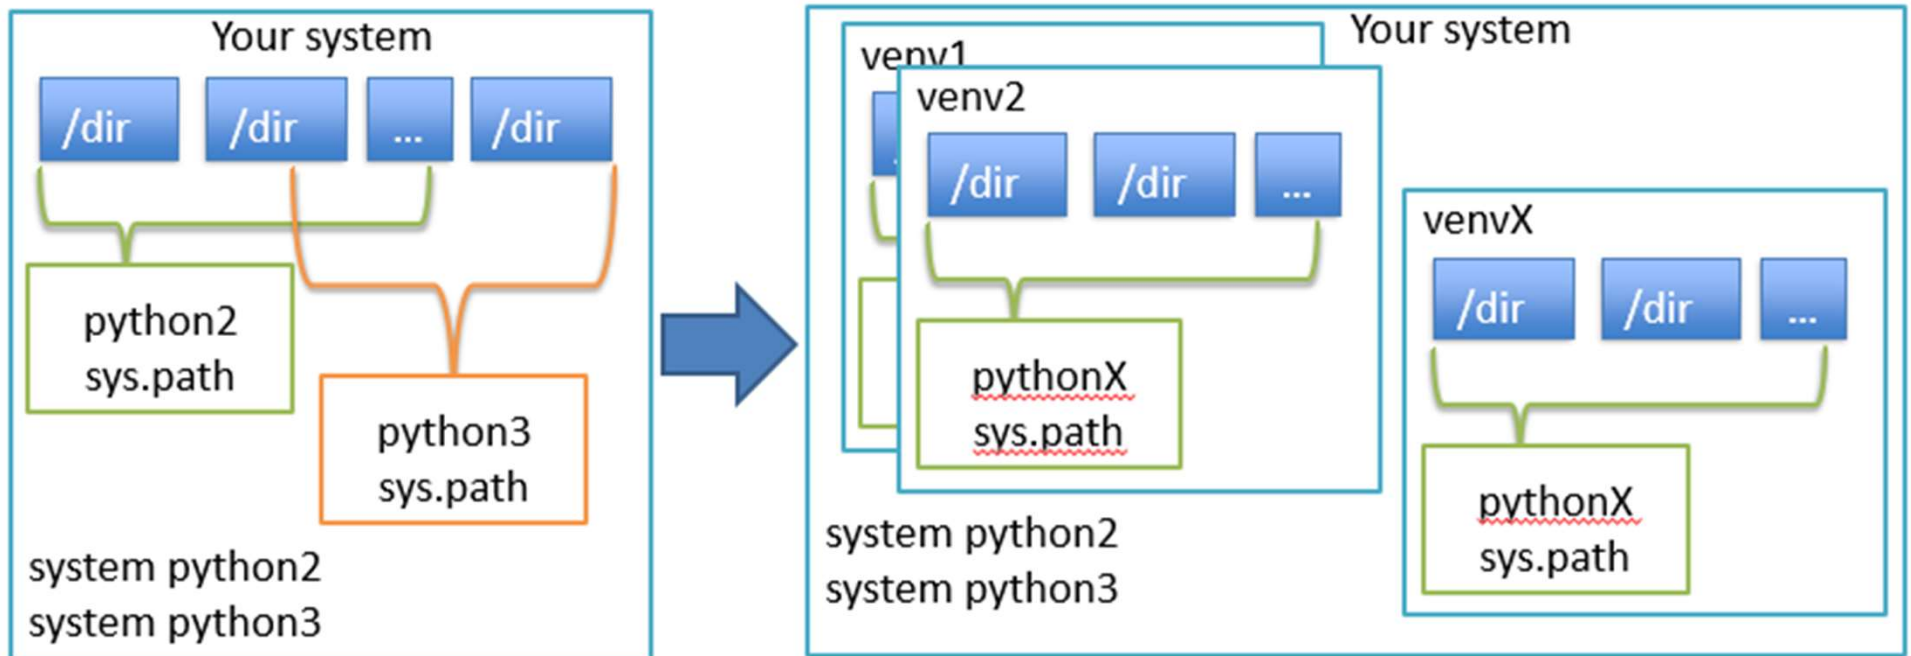 Your system
/dir
/dir
...
/dir
python2
sys.path
python3
sys.path
system python2
system python3
Your system
venv1
venv2
/dir
/dir
...
pythonX
sys.path
venvX
/dir
/dir
...
pythonX
sys.path
system python2
system python3